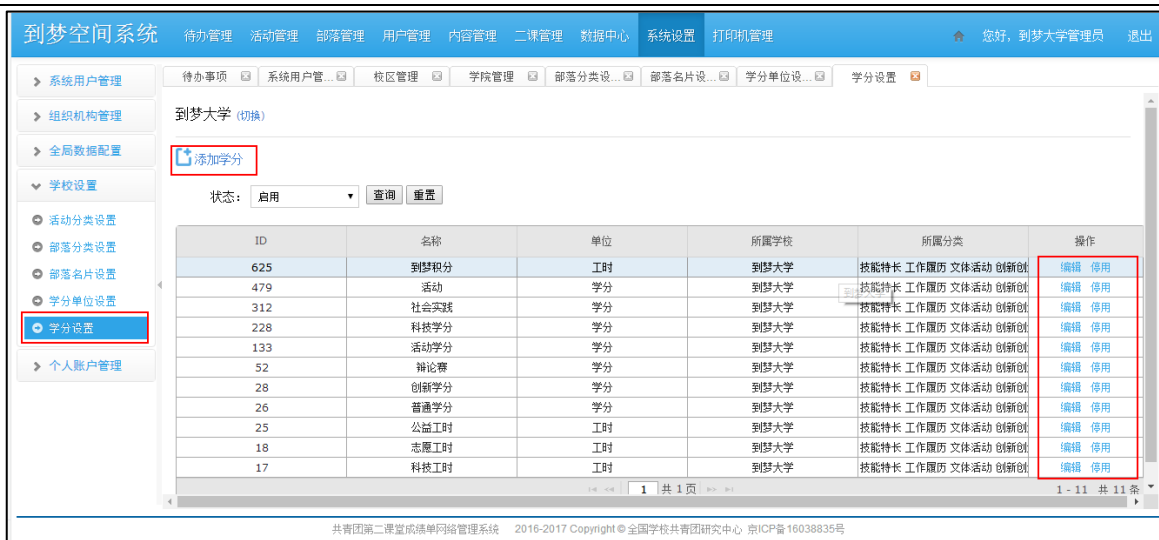 到梦空间系统 待办管理 活动管理 部落管理 用户管理 内容管理 二课管理 数据中心 系统设置 打印机管理 您好，到梦大学管理员 退出
系统用户管理
组织机构管理
全局数据配置
学校设置
活动分类设置
部落分类设置
部落名片设置
学分单位设置
学分设置
个人账户管理
待办事项 系统用户管... 校区管理 学院管理 部落分类设... 部落名片设... 学分单位设... 学分设置
到梦大学 (切换)
添加学分
状态： 启用 查询 重置
ID 名称 单位 所属学校 所属分类 操作
625 到梦积分 工时 到梦大学 技能特长 工作履历 文体活动 创新创 编辑 停用
479 活动 学分 到梦大学 技能特长 工作履历 文体活动 创新创 编辑 停用
312 社会实践 学分 到梦大学 技能特长 工作履历 文体活动 创新创 编辑 停用
228 科技学分 学分 到梦大学 技能特长 工作履历 文体活动 创新创 编辑 停用
133 活动学分 学分 到梦大学 技能特长 工作履历 文体活动 创新创 编辑 停用
52 辩论赛 学分 到梦大学 技能特长 工作履历 文体活动 创新创 编辑 停用
28 创新学分 学分 到梦大学 技能特长 工作履历 文体活动 创新创 编辑 停用
26 普通学分 学分 到梦大学 技能特长 工作履历 文体活动 创新创 编辑 停用
25 公益工时 工时 到梦大学 技能特长 工作履历 文体活动 创新创 编辑 停用
18 志愿工时 工时 到梦大学 技能特长 工作履历 文体活动 创新创 编辑 停用
17 科技工时 工时 到梦大学 技能特长 工作履历 文体活动 创新创 编辑 停用
1 共 1 页 1 - 11 共 11 条
共青团第二课堂成绩单网络管理系统 2016-2017 Copyright © 全国学校共青团研究中心 京ICP备16038835号